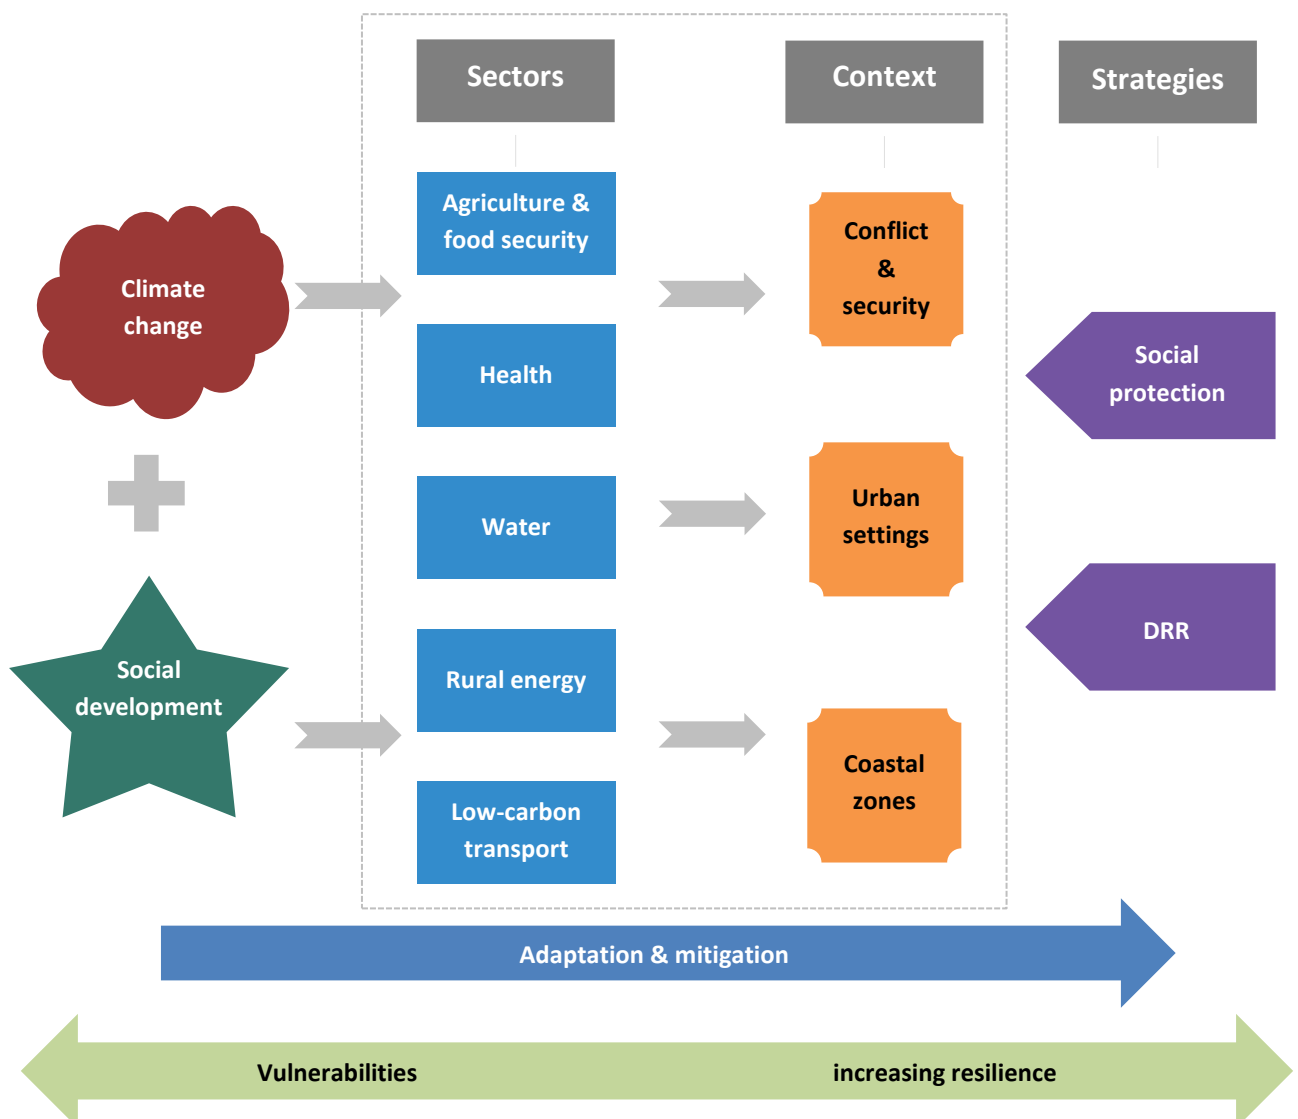 Sectors
Context
Strategies
Agriculture &
food security
Health
Water
Rural energy
Low-carbon
transport
Conflict
&
security
Urban
settings
Coastal
zones
Social
protection
DRR
Climate
change
Social
development
Adaptation & mitigation
Vulnerabilities
increasing resilience